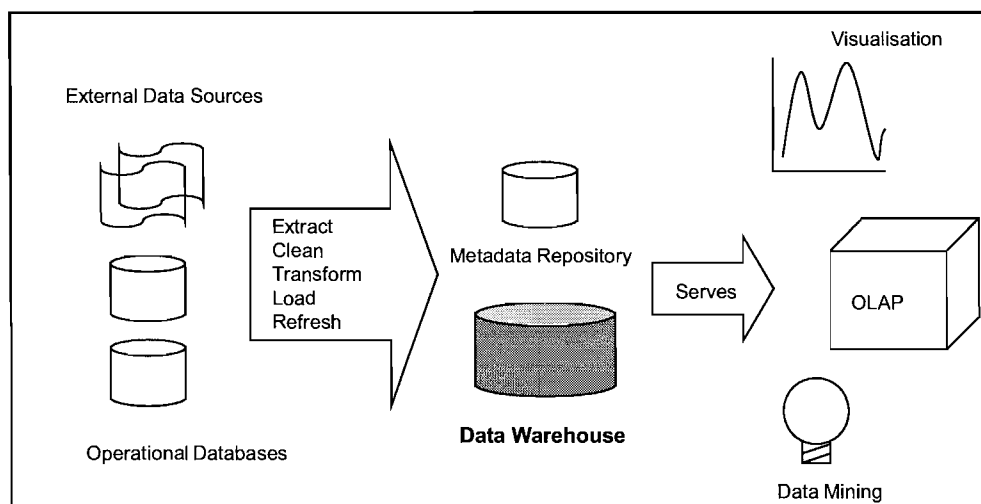 Visualisation
External Data Sources
Extract
Clean
Transform
Load
Refresh
Metadata Repository
Serves
OLAP
Data Warehouse
Operational Databases
Data Mining